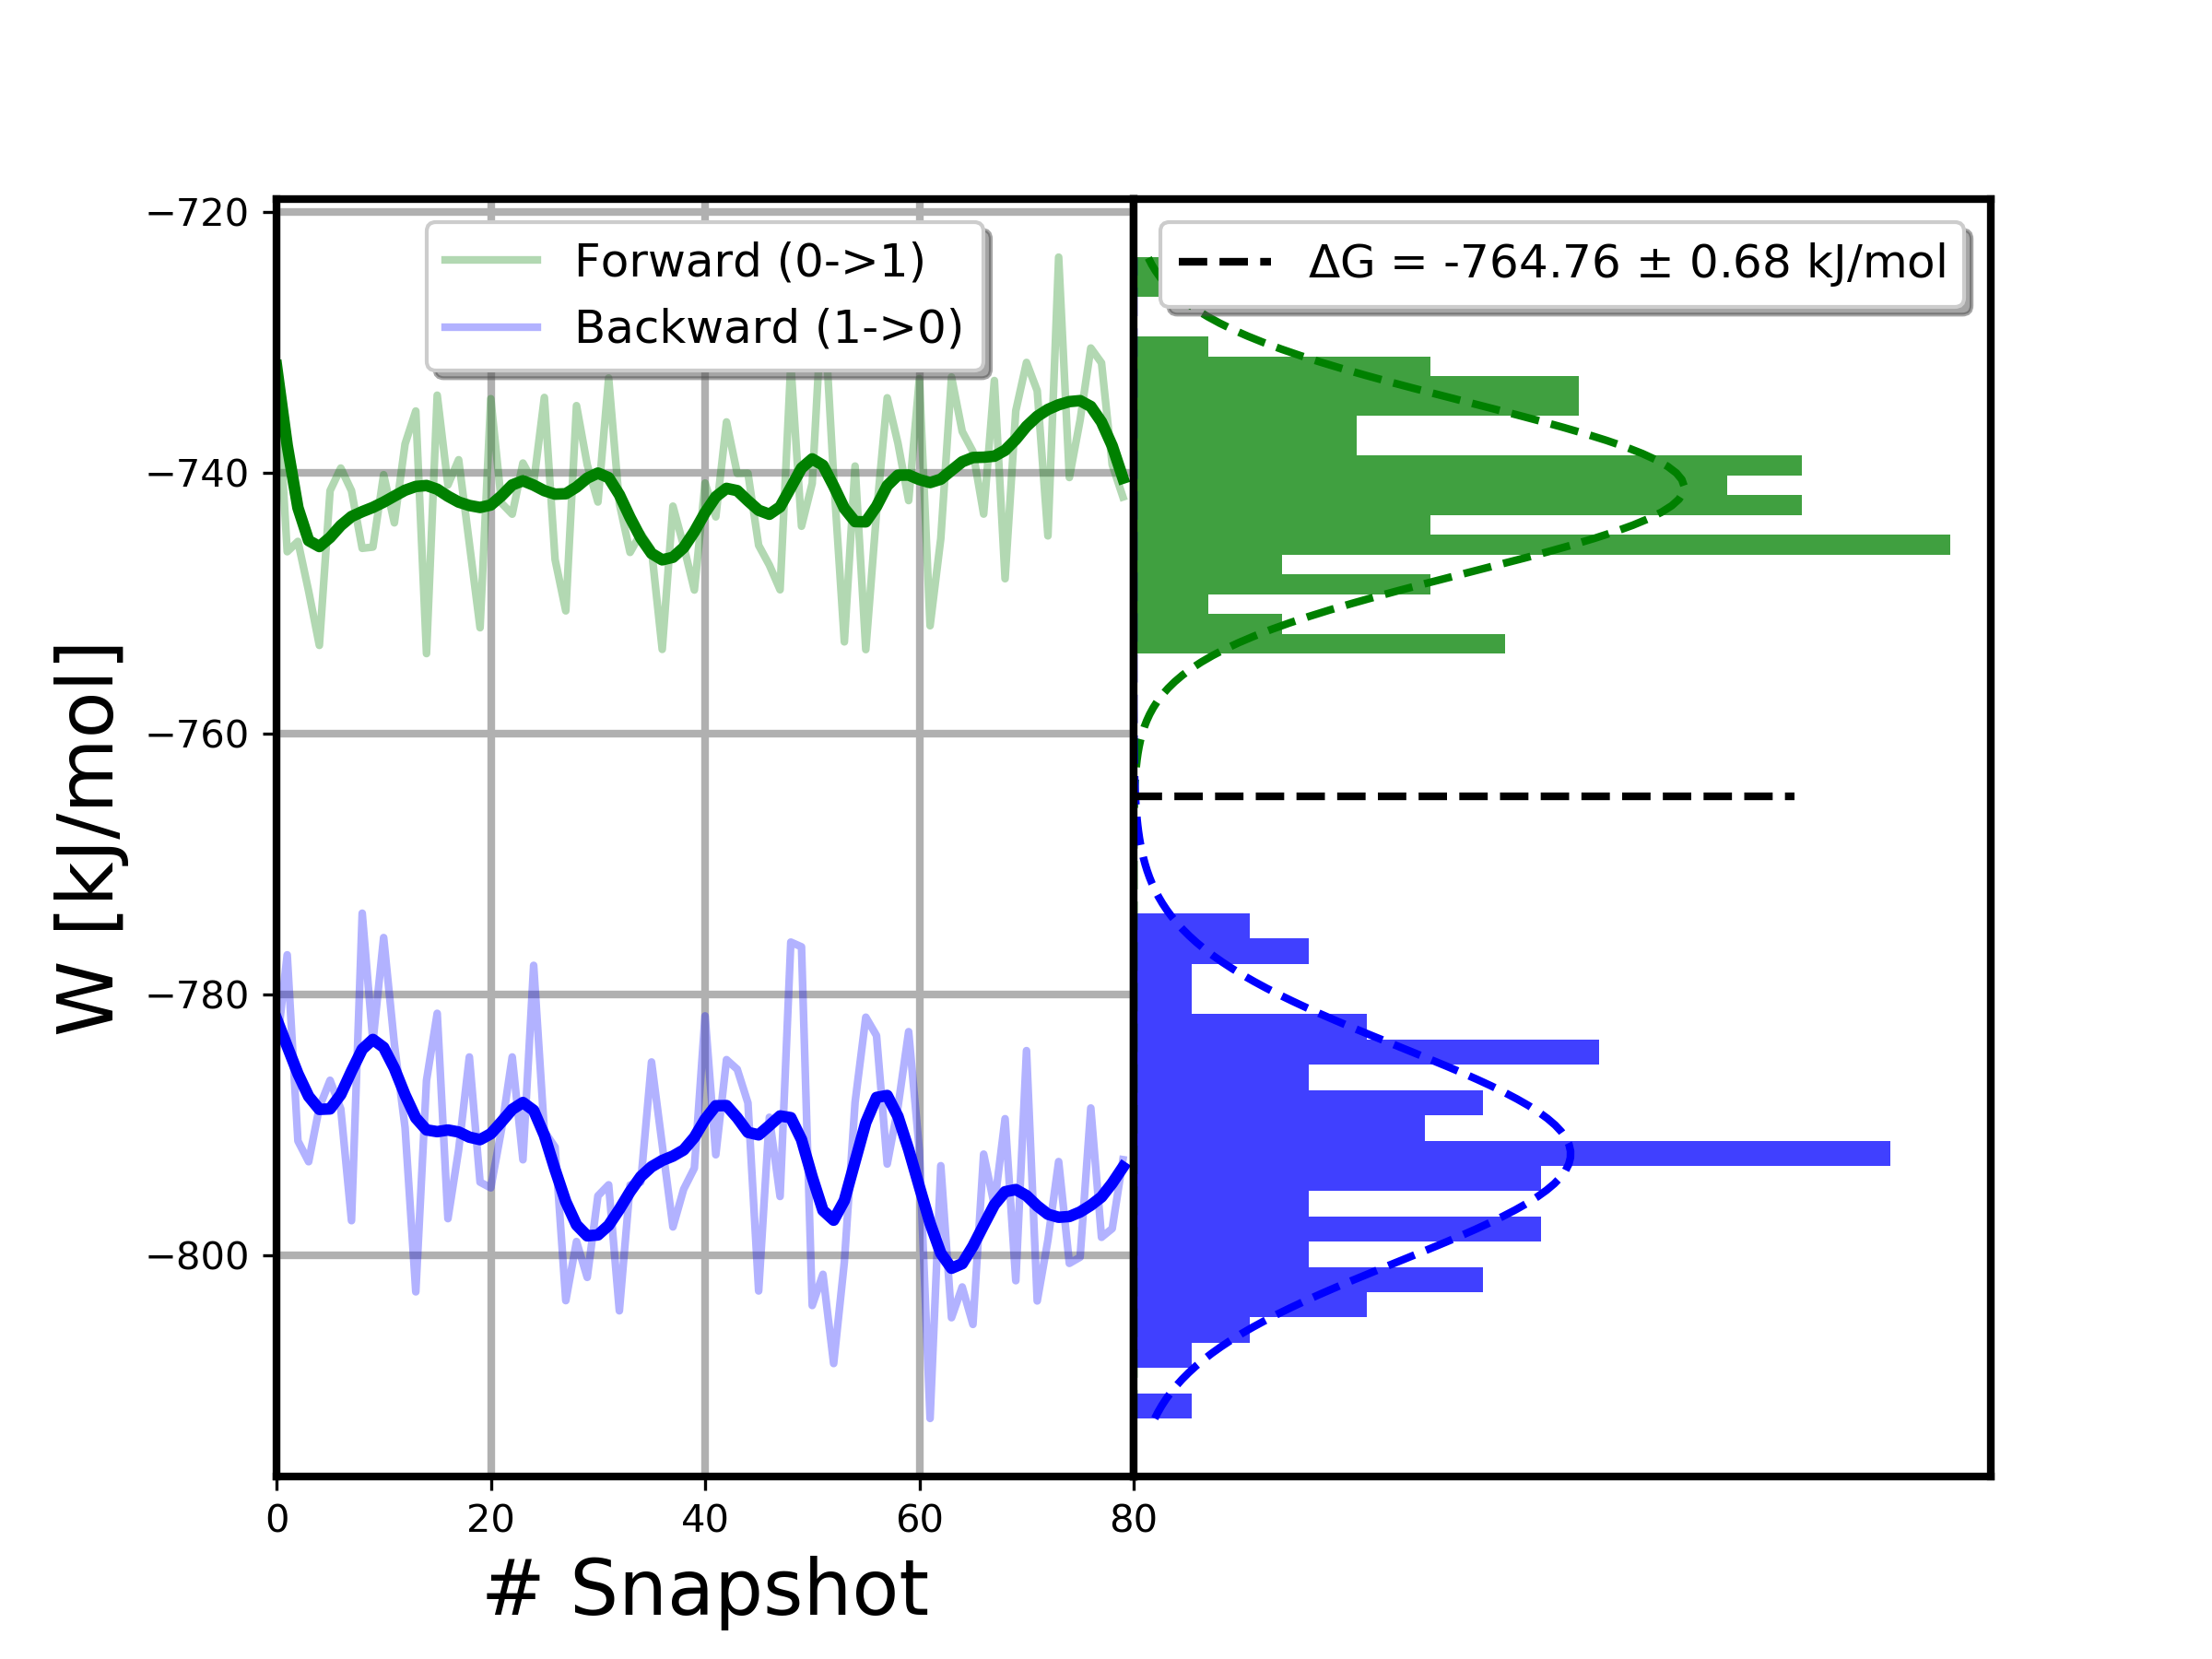 W [kJ/mol]
−720
−740
−760
−780
−800
Forward (0->1)
Backward (1->0)
ΔG = -764.76 ± 0.68 kJ/mol
0 20 40 60 80
# Snapshot